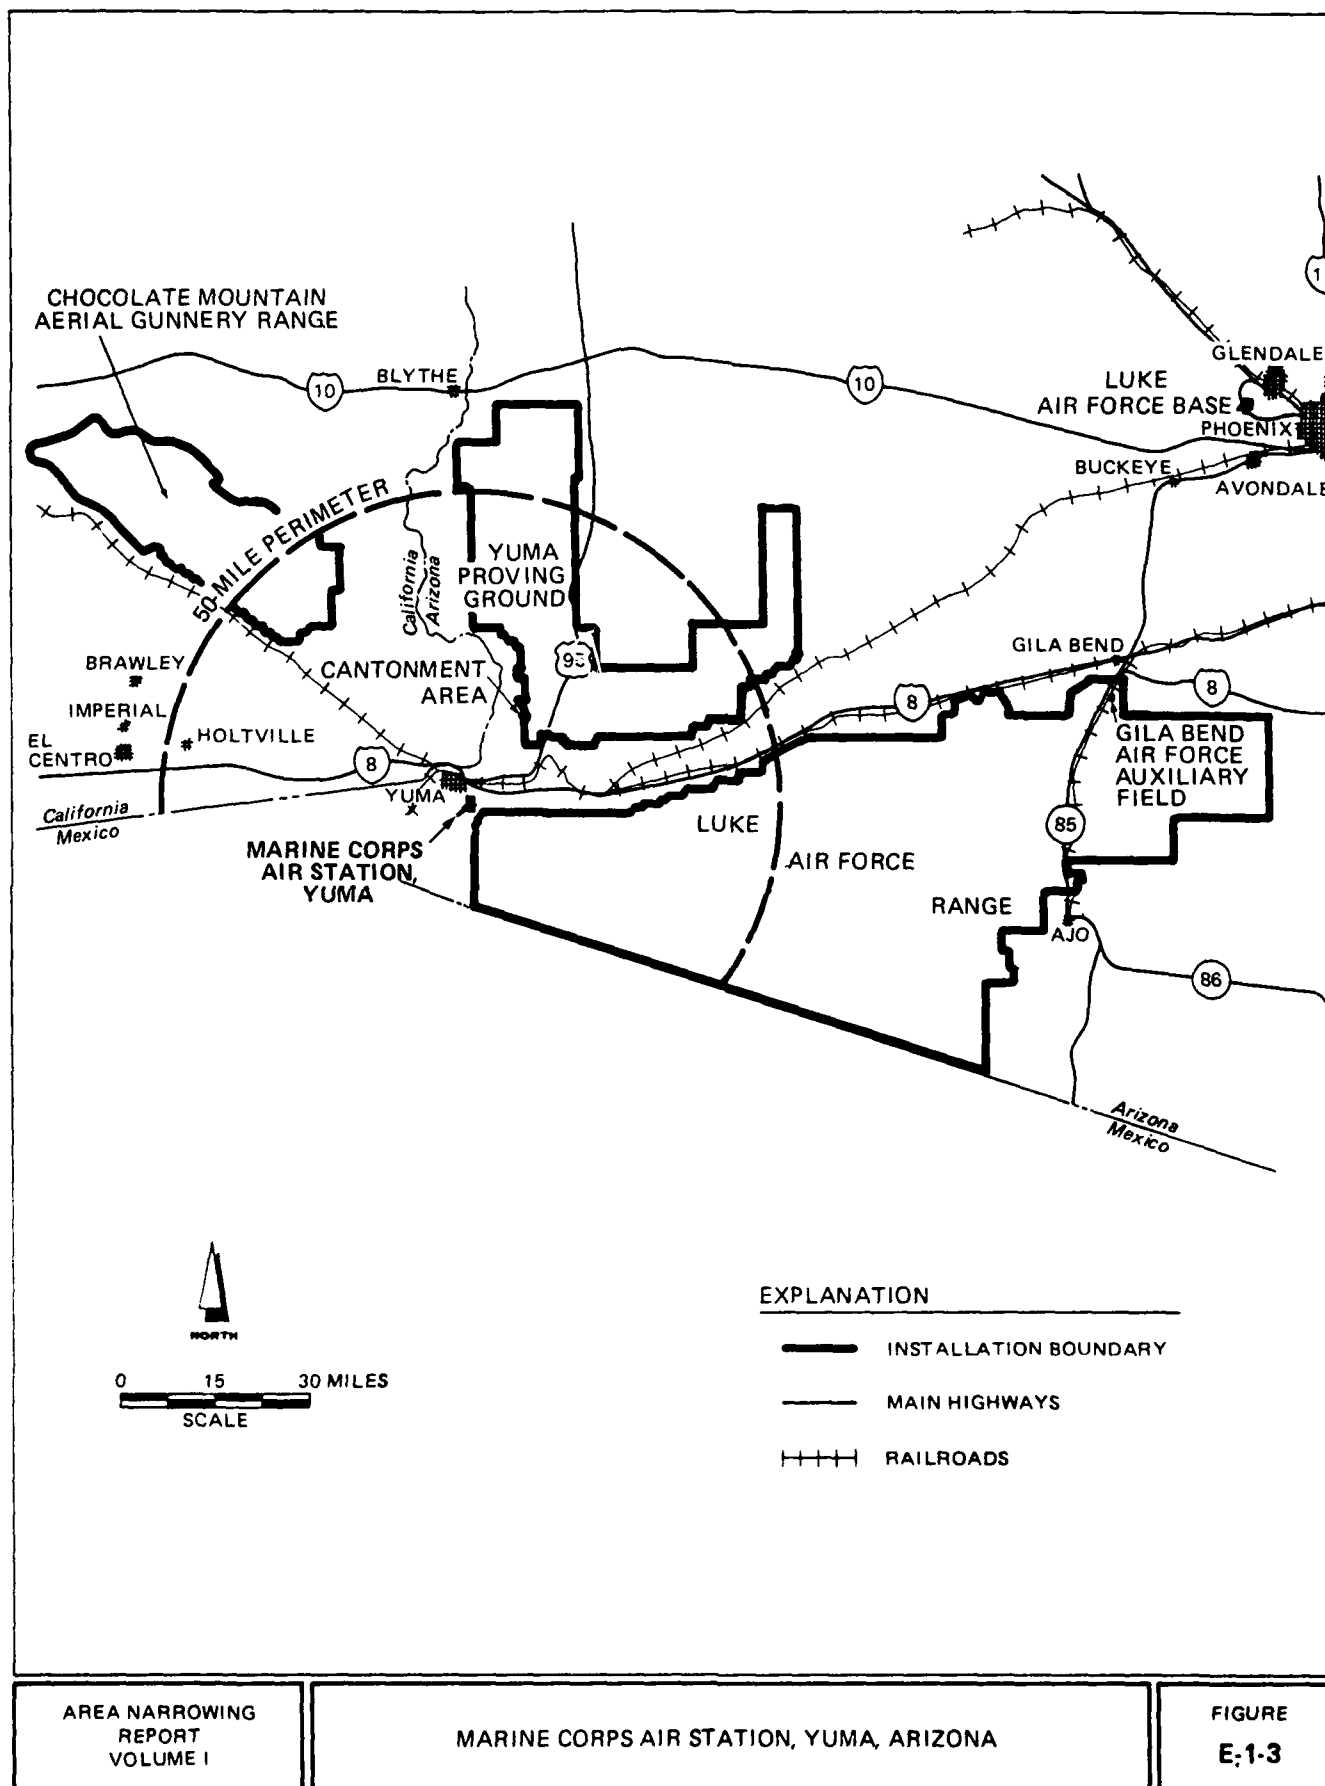 CHOCOLATE MOUNTAIN
AERIAL GUNNERY RANGE
10
BLYTHE
10
1
GLENDALE
LUKE
AIR FORCE BASE
PHOENIX
BUCKEYE
AVONDALE
50-MILE PERIMETER
California
Arizona
YUMA
PROVING
GROUND
95
CANTONMENT
AREA
BRAWLEY
IMPERIAL
EL
CENTRO
HOLTVILLE
8
YUMA
California
Mexico
MARINE CORPS
AIR STATION,
YUMA
GILA BEND
8
8
GILA BEND
AIR FORCE
AUXILIARY
FIELD
LUKE
AIR FORCE
RANGE
85
AJO
86
Arizona
Mexico
NORTH
0 15 30 MILES
SCALE
EXPLANATION
INSTALLATION BOUNDARY
MAIN HIGHWAYS
RAILROADS
AREA NARROWING
REPORT
VOLUME I
MARINE CORPS AIR STATION, YUMA, ARIZONA
FIGURE
E-1-3